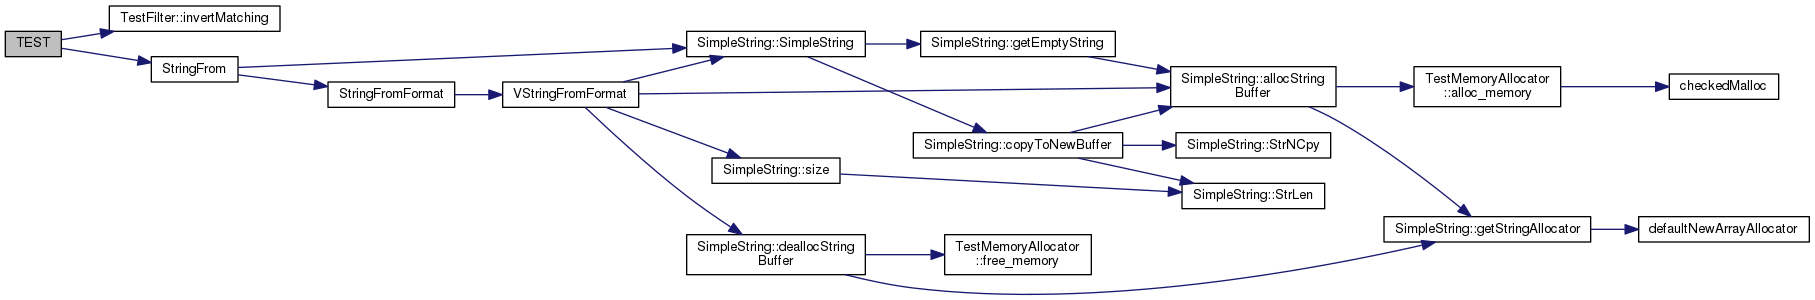 TEST
TestFilter::invertMatching
StringFrom
StringFromFormat
VStringFromFormat
SimpleString::SimpleString
SimpleString::getEmptyString
SimpleString::allocString
Buffer
TestMemoryAllocator
::alloc_memory
checkedMalloc
SimpleString::copyToNewBuffer
SimpleString::StrNCpy
SimpleString::size
SimpleString::StrLen
SimpleString::deallocString
Buffer
TestMemoryAllocator
::free_memory
SimpleString::getStringAllocator
defaultNewArrayAllocator